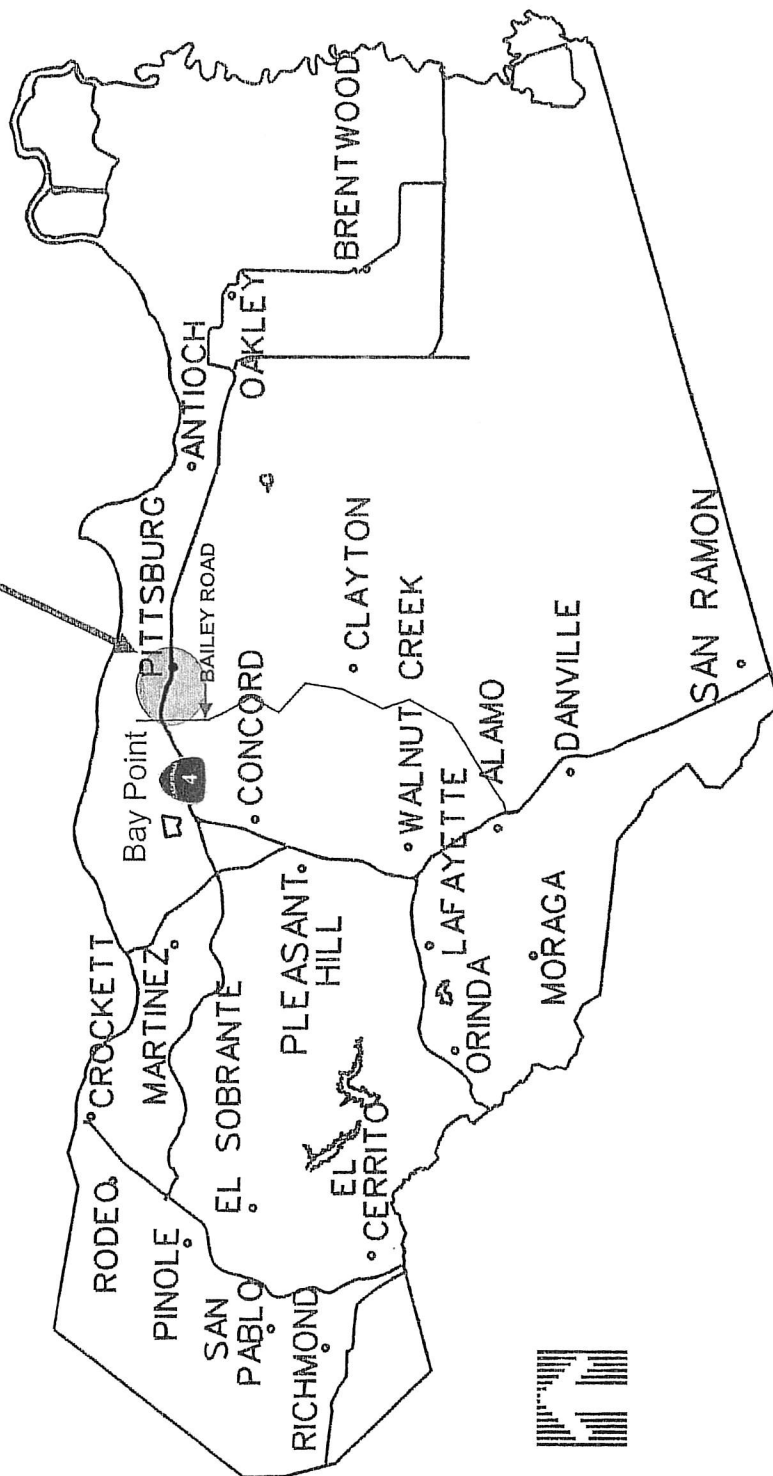 RODEO
CROCKETT
MARTINEZ
PINOLE
EL SOBRANTE
SAN
PABLO
RICHMOND
EL
CERRITO
PLEASANT
HILL
Bay Point
4
PITTSBURG
BAILEY ROAD
CONCORD
ANTIOCH
OAKLEY
BRENTWOOD
CLAYTON
WALNUT CREEK
LAFAYETTE
ORINDA
MORAGA
ALAMO
DANVILLE
SAN RAMON